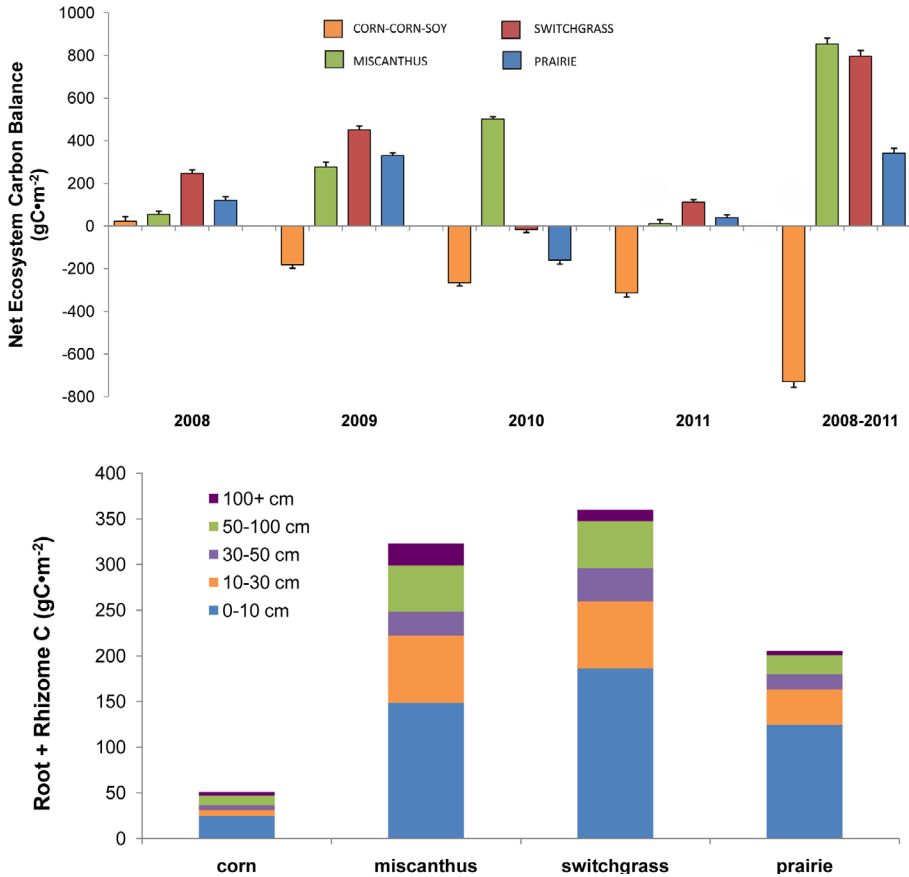 CORN-CORN-SOY
SWITCHGRASS
MISCANTHUS
PRAIRIE
Net Ecosystem Carbon Balance
(gC•m⁻²)
1000
800
600
400
200
0
-200
-400
-600
-800
2008
2009
2010
2011
2008-2011
Root + Rhizome C (gC•m⁻²)
400
350
300
250
200
150
100
50
0
100+ cm
50-100 cm
30-50 cm
10-30 cm
0-10 cm
corn
miscanthus
switchgrass
prairie